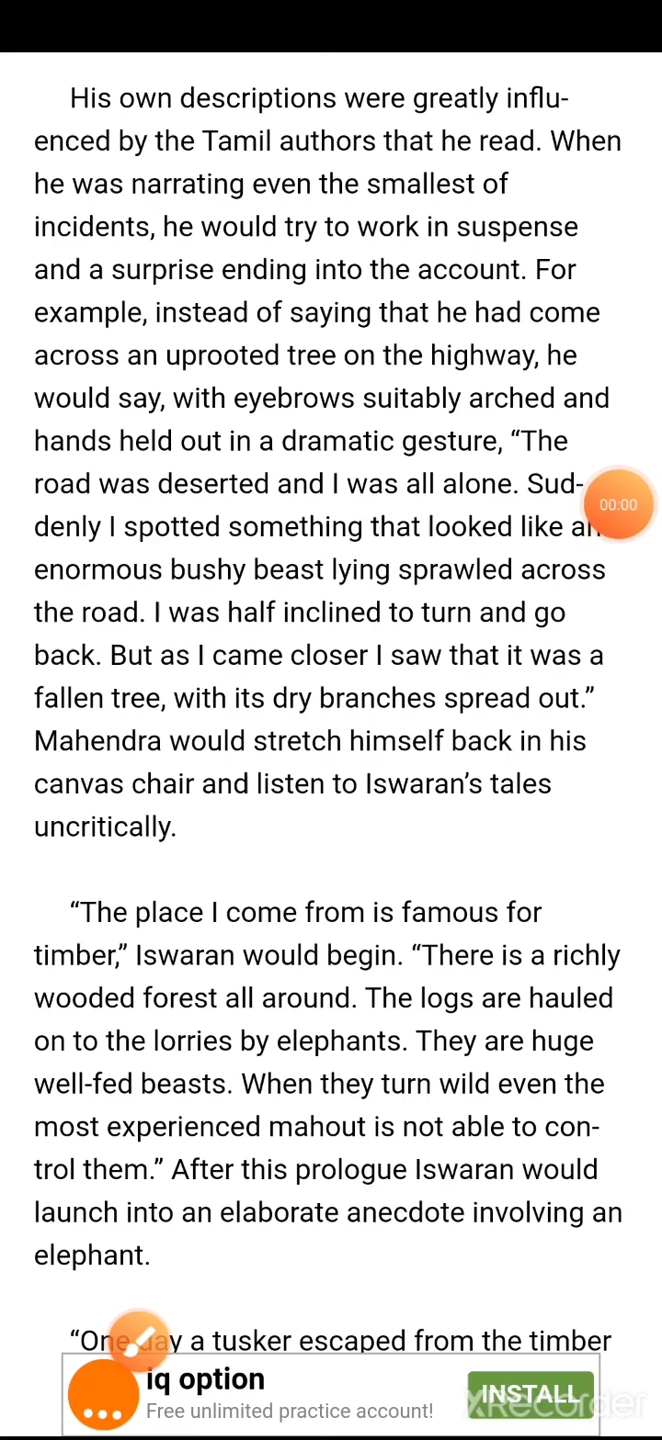 His own descriptions were greatly influ-
enced by the Tamil authors that he read. When
he was narrating even the smallest of
incidents, he would try to work in suspense
and a surprise ending into the account. For
example, instead of saying that he had come
across an uprooted tree on the highway, he
would say, with eyebrows suitably arched and
hands held out in a dramatic gesture, “The
road was deserted and I was all alone. Sud-
00:00
denly I spotted something that looked like an
enormous bushy beast lying sprawled across
the road. I was half inclined to turn and go
back. But as I came closer I saw that it was a
fallen tree, with its dry branches spread out.”
Mahendra would stretch himself back in his
canvas chair and listen to Iswaran’s tales
uncritically.
“The place I come from is famous for
timber,” Iswaran would begin. “There is a richly
wooded forest all around. The logs are hauled
on to the lorries by elephants. They are huge
well-fed beasts. When they turn wild even the
most experienced mahout is not able to con-
trol them.” After this prologue Iswaran would
launch into an elaborate anecdote involving an
elephant.
“One day a tusker escaped from the timber
iq option
Free unlimited practice account!
INSTALL
XRecorder